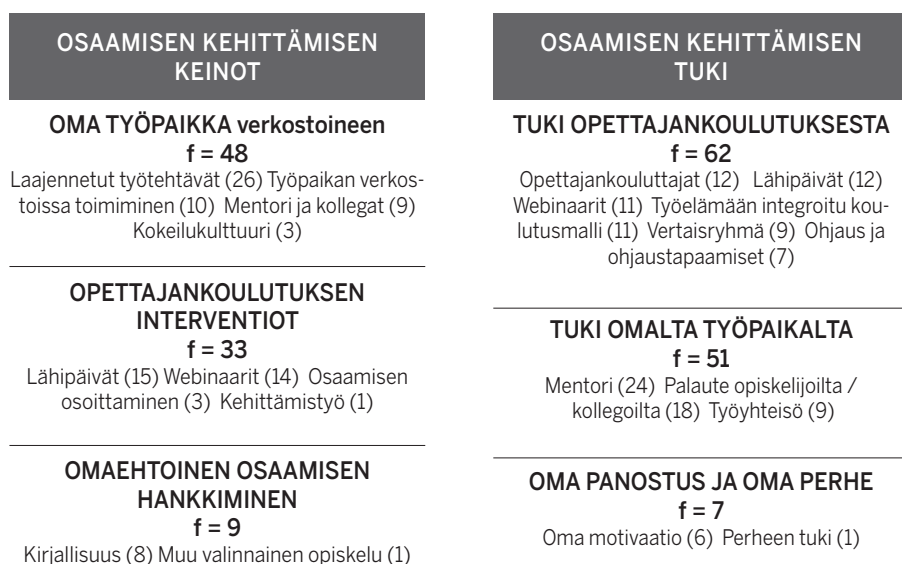 OSAAMISEN KEHITTÄMISEN
KEINOT
OMA TYÖPAIKKA verkostoineen
f = 48
Laajennetut työtehtävät (26) Työpaikan verkos-
toissa toimiminen (10) Mentori ja kollegat (9)
Kokeilukulttuuri (3)
OPETTAJANKOULUTUKSEN
INTERVENTIOT
f = 33
Lähipäivät (15) Webinaarit (14) Osaamisen
osoittaminen (3) Kehittämistyö (1)
OMAEHTOINEN OSAAMISEN
HANKKIMINEN
f = 9
Kirjallisuus (8) Muu valinnainen opiskelu (1)
OSAAMISEN KEHITTÄMISEN
TUKI
TUKI OPETTAJANKOULUTUKSESTA
f = 62
Opettajankouluttajat (12) Lähipäivät (12)
Webinaarit (11) Työelämään integroitu kou-
lutusmalli (11) Vertaisryhmä (9) Ohjaus ja
ohjaustapaamiset (7)
TUKI OMALTA TYÖPAIKALTA
f = 51
Mentori (24) Palaute opiskelijoilta /
kollegoilta (18) Työyhteisö (9)
OMA PANOSTUS JA OMA PERHE
f = 7
Oma motivaatio (6) Perheen tuki (1)